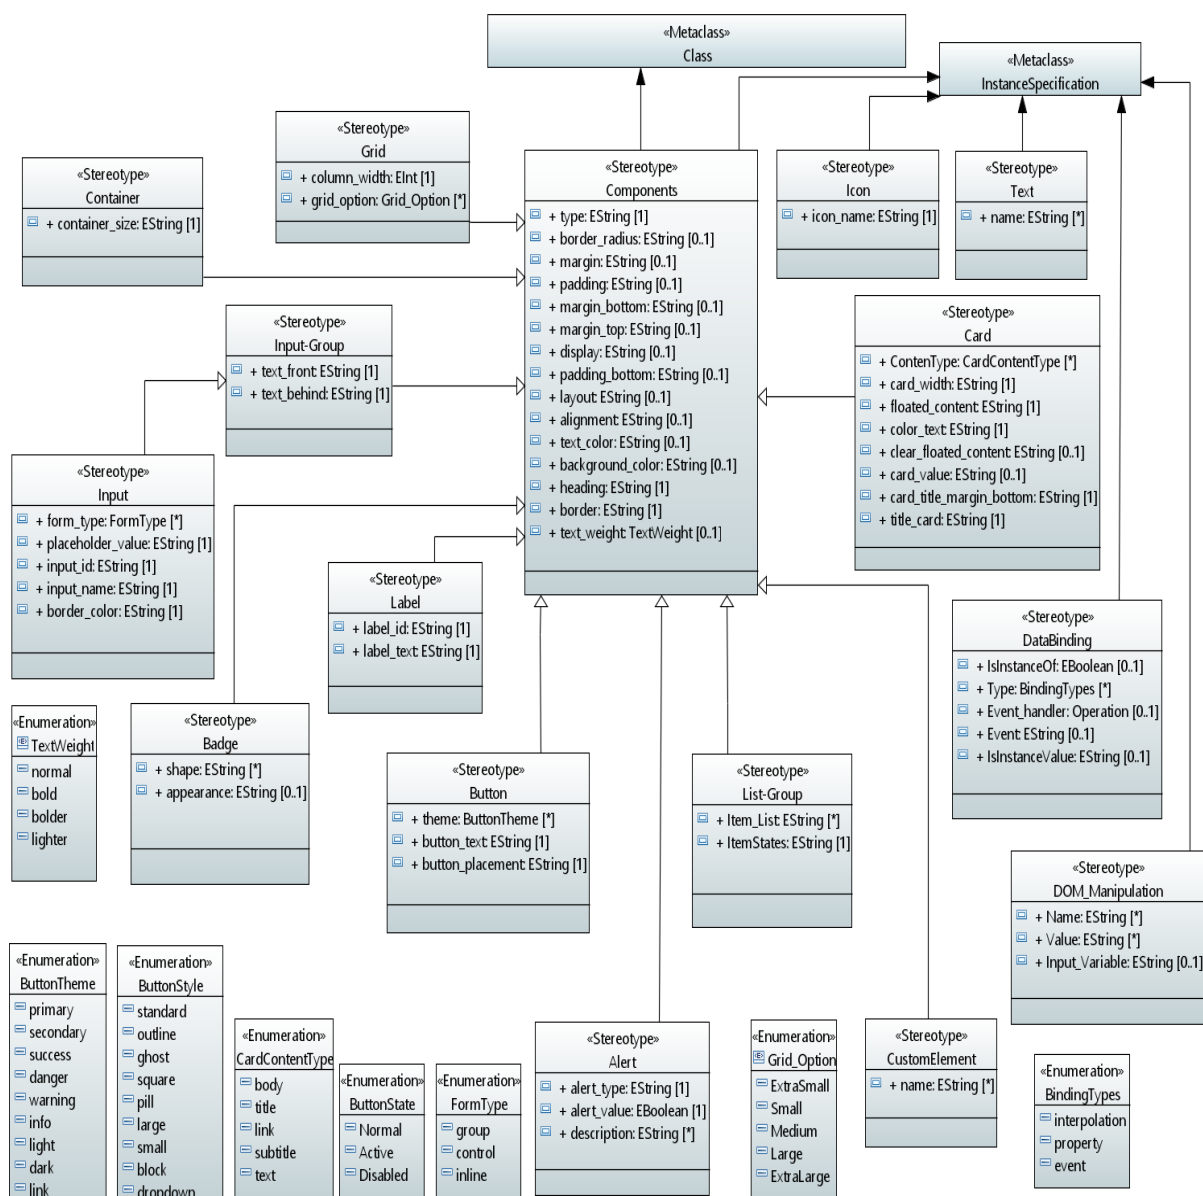 «Metaclass»
Class
«Metaclass»
InstanceSpecification
«Stereotype»
Grid
+ column_width: EInt [1]
+ grid_option: Grid_Option [*]
«Stereotype»
Container
+ container_size: EString [1]
«Stereotype»
Components
+ type: EString [1]
+ border_radius: EString [0..1]
+ margin: EString [0..1]
+ padding: EString [0..1]
+ margin_bottom: EString [0..1]
+ margin_top: EString [0..1]
+ display: EString [0..1]
+ padding_bottom: EString [0..1]
+ layout: EString [0..1]
+ alignment: EString [0..1]
+ text_color: EString [0..1]
+ background_color: EString [0..1]
+ heading: EString [1]
+ border: EString [1]
+ text_weight: TextWeight [0..1]
«Stereotype»
Icon
+ icon_name: EString [1]
«Stereotype»
Text
+ name: EString [*]
«Stereotype»
Input-Group
+ text_front: EString [1]
+ text_behind: EString [1]
«Stereotype»
Card
+ ContenType: CardContentType [*]
+ card_width: EString [1]
+ floated_content: EString [1]
+ color_text: EString [1]
+ clear_floated_content: EString [0..1]
+ card_value: EString [0..1]
+ card_title_margin_bottom: EString [1]
+ title_card: EString [1]
«Stereotype»
Input
+ form_type: FormType [*]
+ placeholder_value: EString [1]
+ input_id: EString [1]
+ input_name: EString [1]
+ border_color: EString [1]
«Stereotype»
Label
+ label_id: EString [1]
+ label_text: EString [1]
«Stereotype»
DataBinding
+ IsInstanceOf: EBoolean [0..1]
+ Type: BindingTypes [*]
+ Event_handler: Operation [0..1]
+ Event: EString [0..1]
+ IsInstanceValue: EString [0..1]
«Enumeration»
TextWeight
normal
bold
bolder
lighter
«Stereotype»
Badge
+ shape: EString [*]
+ appearance: EString [0..1]
«Stereotype»
Button
+ theme: ButtonTheme [*]
+ button_text: EString [1]
+ button_placement: EString [1]
«Stereotype»
List-Group
+ Item_List: EString [*]
+ ItemStates: EString [1]
«Stereotype»
DOM_Manipulation
+ Name: EString [*]
+ Value: EString [*]
+ Input_Variable: EString [0..1]
«Enumeration»
ButtonTheme
primary
secondary
success
danger
warning
info
light
dark
link
«Enumeration»
ButtonStyle
standard
outline
ghost
square
pill
large
small
block
dropdown
«Enumeration»
CardContentType
body
title
link
subtitle
text
«Enumeration»
ButtonState
Normal
Active
Disabled
«Enumeration»
FormType
group
control
inline
«Stereotype»
Alert
+ alert_type: EString [1]
+ alert_value: EBoolean [1]
+ description: EString [*]
«Enumeration»
Grid_Option
ExtraSmall
Small
Medium
Large
ExtraLarge
«Stereotype»
CustomElement
+ name: EString [*]
«Enumeration»
BindingTypes
interpolation
property
event